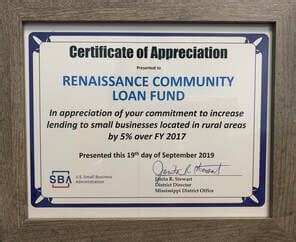 Certificate of Appreciation
Presented to
RENAISSANCE COMMUNITY
LOAN FUND
In appreciation of your commitment to increase
lending to small businesses located in rural areas
by 5% over FY 2017
Presented this 19th day of September 2019
Janita R Stewart
SBA
U.S. Small Business
Administration
Janita R. Stewart
District Director
Mississippi District Office